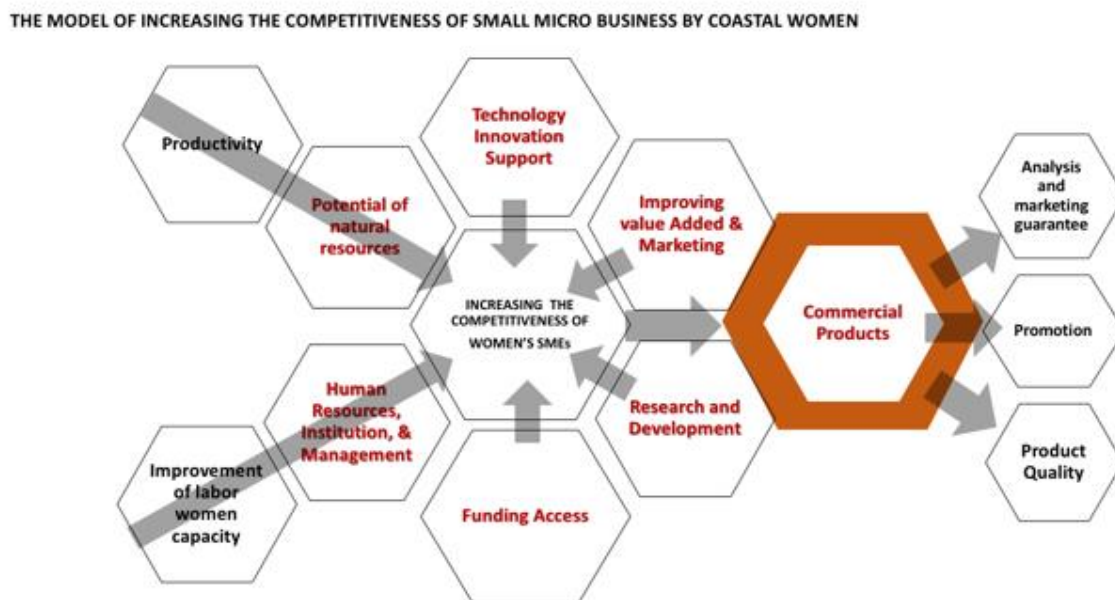 THE MODEL OF INCREASING THE COMPETITIVENESS OF SMALL MICRO BUSINESS BY COASTAL WOMEN
Productivity
Potential of
natural
resources
Technology
Innovation
Support
Improving
value Added &
Marketing
Analysis
and
marketing
guarantee
INCREASING THE
COMPETITIVENESS OF
WOMEN'S SMEs
Commercial
Products
Promotion
Human
Resources,
Institution, &
Management
Research and
Development
Improvement
of labor
women
capacity
Funding Access
Product
Quality